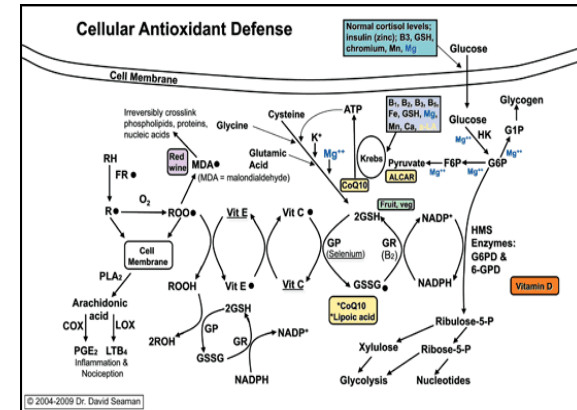 Cellular Antioxidant Defense
Normal cortisol levels;
insulin (zinc); B3, GSH,
chromium, Mn, Mg
Glucose
Cell Membrane
Glycogen
Irreversibly crosslink
phospholipids, proteins,
nucleic acids
Cysteine
Glycine
ATP
B₁, B₂, B₃, B₅,
Fe, GSH, Mg,
Mn, Ca,
Glucose
HK
Mg⁺⁺
G1P
Mg⁺⁺
K⁺
Glutamic
Acid
Mg⁺⁺
Krebs
Pyruvate
F6P
G6P
Mg⁺⁺
Mg⁺⁺
RH
FR●
Red
wine
MDA●
(MDA = malondialdehyde)
CoQ10
ALCAR
O₂
R●
ROO●
Vit E
Vit C●
2GSH
Fruit, veg
NADP⁺
Cell
Membrane
GP
(Selenium)
GR
(B₂)
HMS
Enzymes:
G6PD &
6-GPD
PLA₂
ROOH
Vit E●
Vit C
GSSG●
NADPH
Vitamin D
Arachidonic
acid
2GSH
*CoQ10
*Lipoic acid
COX
LOX
2ROH
GP
GR
NADP⁺
Ribulose-5-P
PGE₂
LTB₄
GSSG
Xylulose
Ribose-5-P
Inflammation &
Nociception
NADPH
Glycolysis
Nucleotides
© 2004-2009 Dr. David Seaman